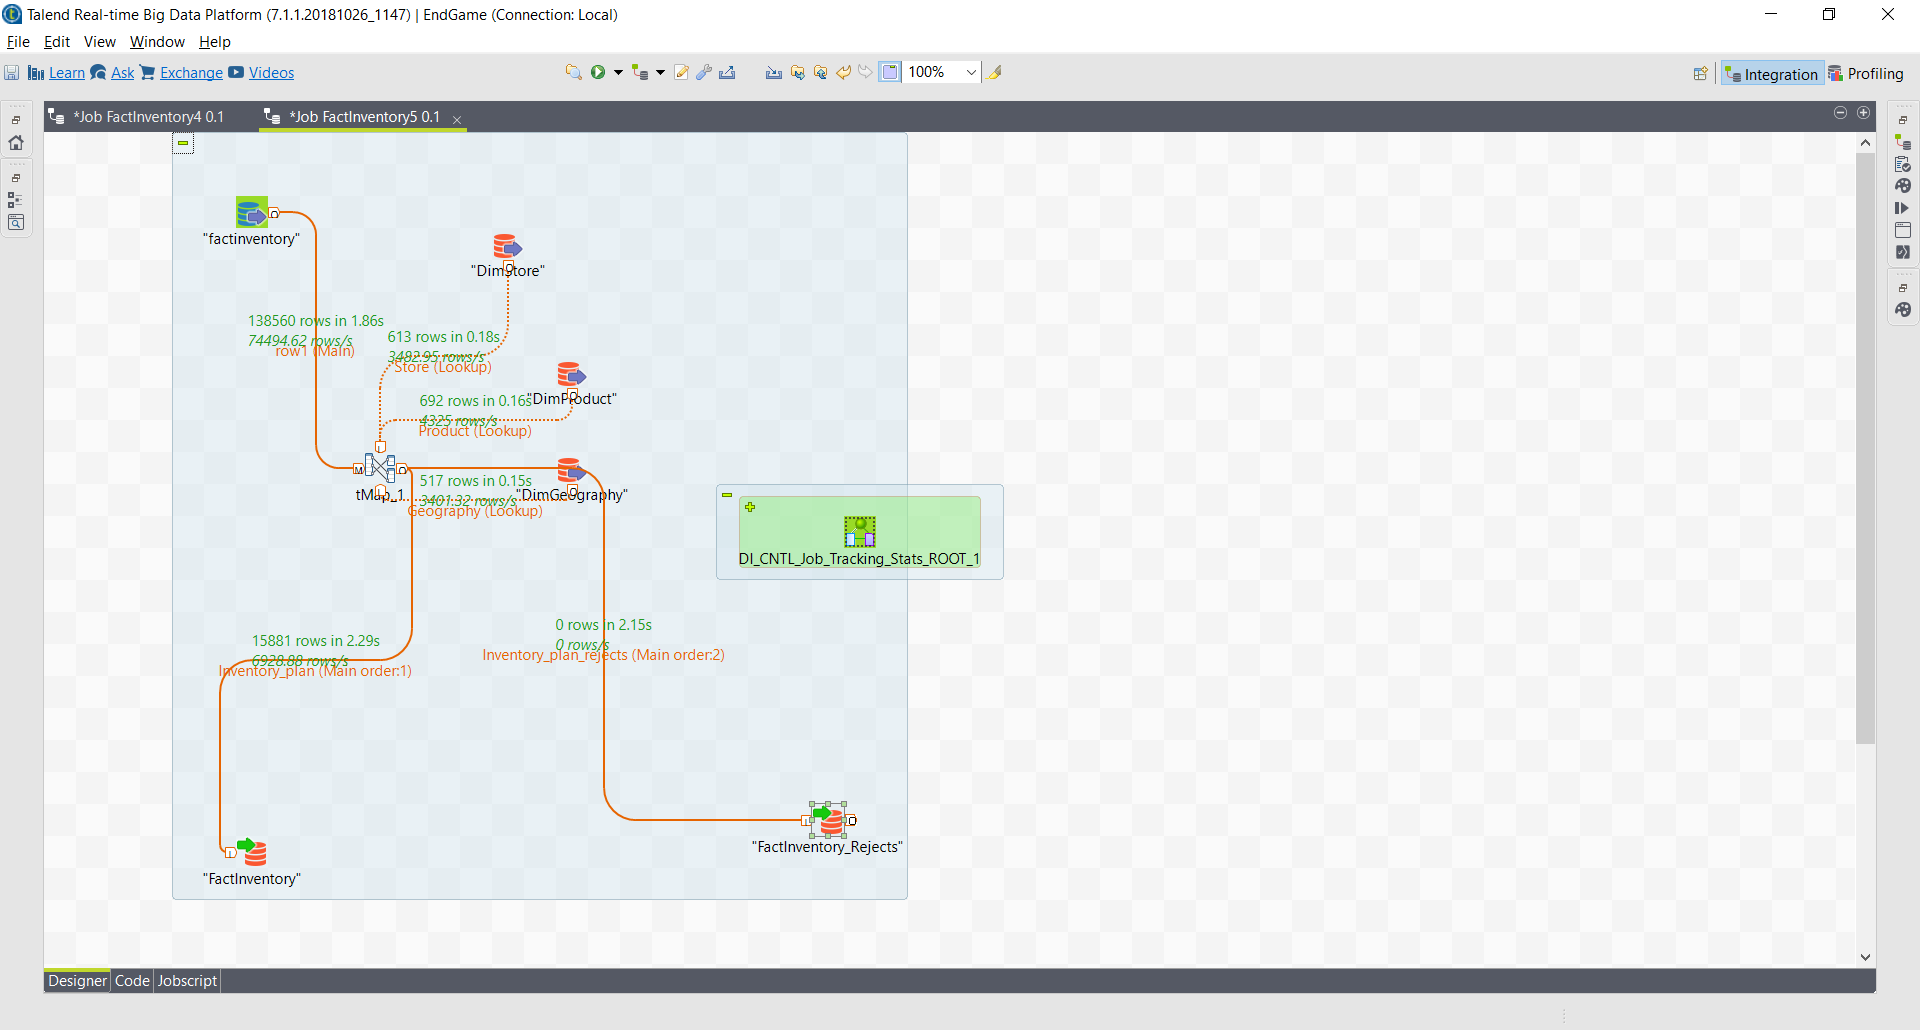 Talend Real-time Big Data Platform (7.1.1.20181026_1147) | EndGame (Connection: Local)
File Edit View Window Help
Learn Ask Exchange Videos
100%
Integration Profiling
*Job FactInventory4 0.1
*Job FactInventory5 0.1
"factinventory"
"DimStore"
138560 rows in 1.86s
74494.62 rows/s
row1 (Main)
613 rows in 0.18s
3482.95 rows/s
Store (Lookup)
692 rows in 0.16s
4325 rows/s
Product (Lookup)
"DimProduct"
tMap_1
517 rows in 0.15s
3401.32 rows/s
Geography (Lookup)
"DimGeography"
DI_CNTL_Job_Tracking_Stats_ROOT_1
15881 rows in 2.29s
6928.88 rows/s
Inventory_plan (Main order:1)
0 rows in 2.15s
0 rows/s
Inventory_plan_rejects (Main order:2)
"FactInventory_Rejects"
"FactInventory"
Designer Code Jobscript